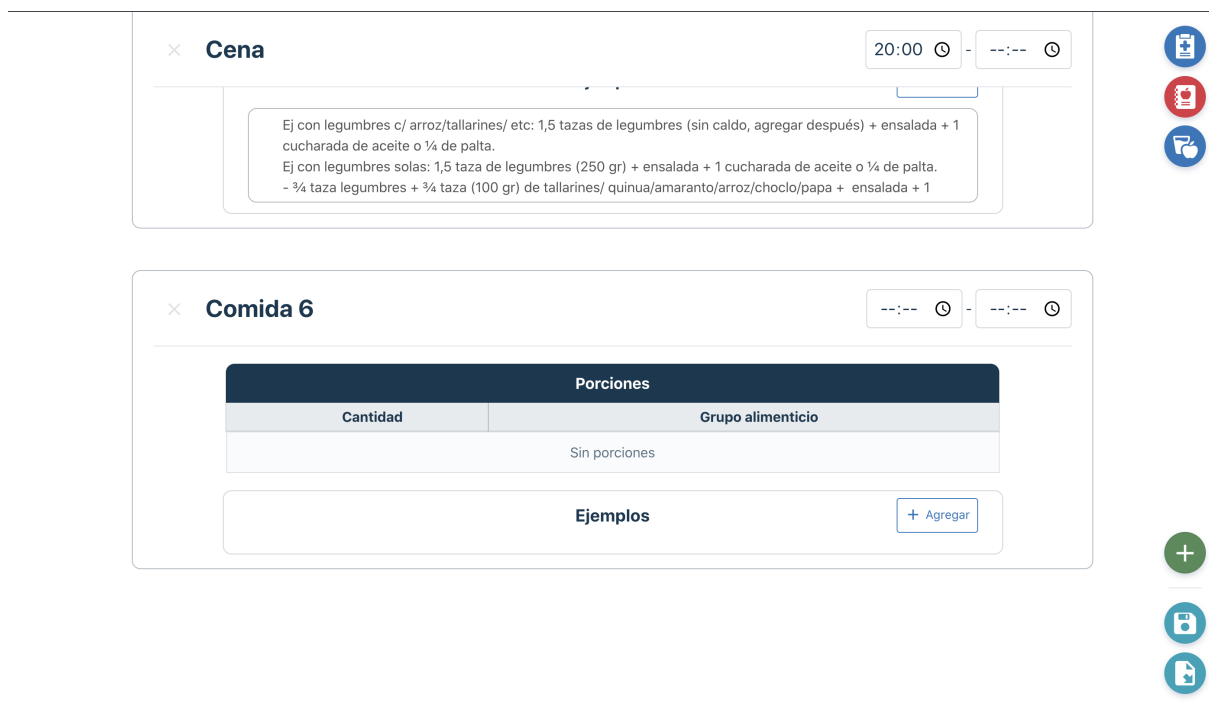 Cena
20:00 - --:--
Ej con legumbres c/ arroz/tallarines/ etc: 1,5 tazas de legumbres (sin caldo, agregar después) + ensalada + 1
cucharada de aceite o ¼ de palta.
Ej con legumbres solas: 1,5 taza de legumbres (250 gr) + ensalada + 1 cucharada de aceite o ¼ de palta.
- ¾ taza legumbres + ¾ taza (100 gr) de tallarines/ quinua/amaranto/arroz/choclo/papa +  ensalada + 1
Comida 6
--:-- - --:--
Porciones
Cantidad Grupo alimenticio
Sin porciones
Ejemplos
+ Agregar